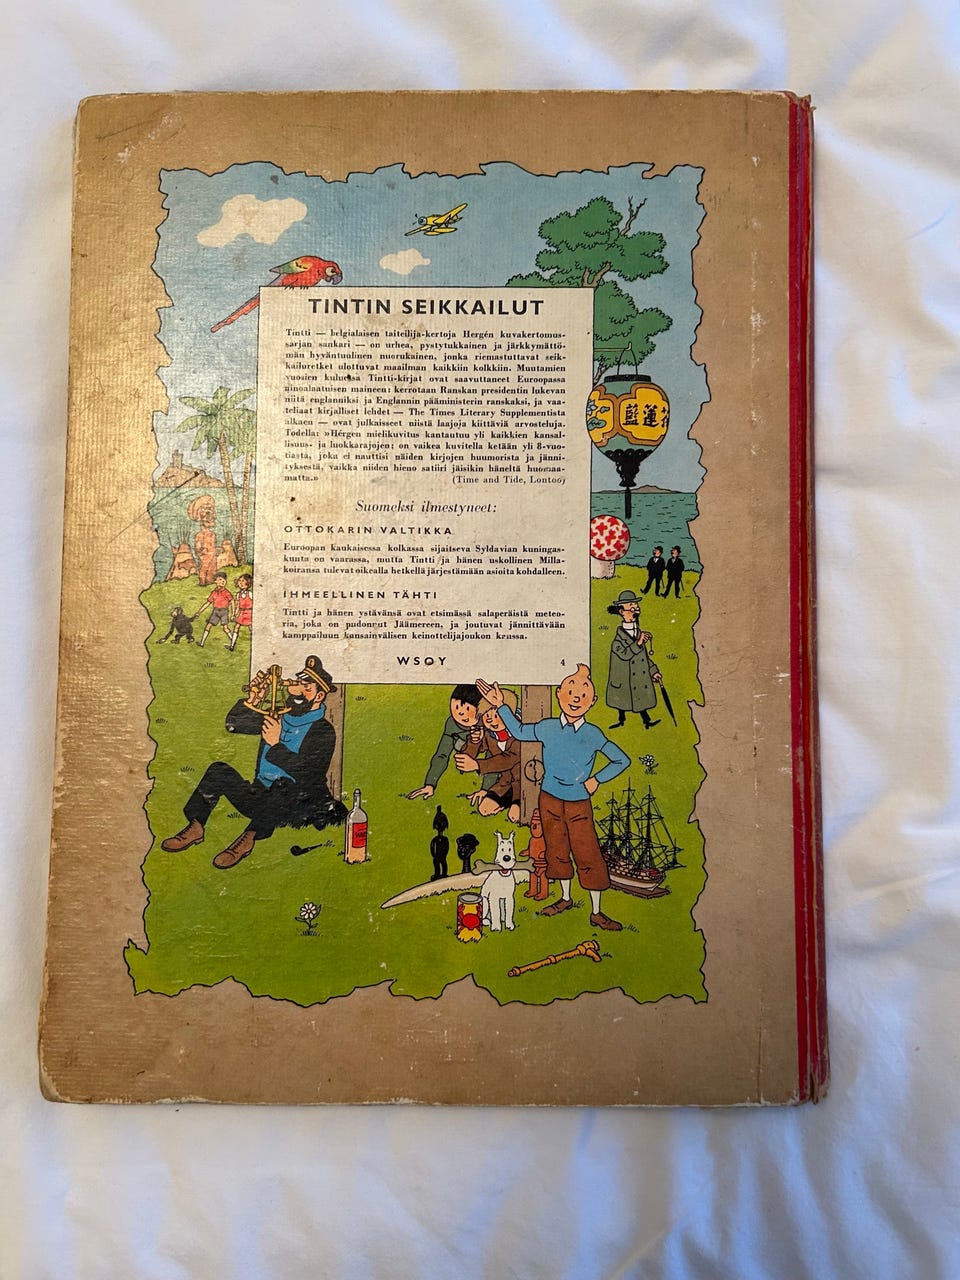 TINTIN SEIKKAILUT
Tintti — belgialaisen taiteilija-kertoja Hergén kuvakertomus-
sarjan sankari — on urhea, pystytukkainen ja järkkymättö-
män hyväntuulinen nuorukainen, jonka riemastuttavat seik-
kailuretket ulottuvat maailman kaikkiin kolkkiin. Muutamien
vuosien kuluessa Tintti-kirjat ovat saavuttaneet Euroopassa
ainoalaatuisen maineen: kerrotaan Ranskan presidentin lukevan
niitä englanniksi ja Englannin pääministerin ranskaksi, ja vaa-
teliaat kirjalliset lehdet — The Times Literary Supplementista
alkaen — ovat julkaisseet niistä laajoja kiittäviä arvosteluja.
Todella: »Hérgen mielikuvitus kantautuu yli kaikkien kansal-
lisuus- ja luokkarajojen: on vaikea kuvitella ketään yli 8-vuo-
tiasta, joka ei nauttisi näiden kirjojen huumorista ja jänni-
tyksestä, vaikka niiden hieno satiiri jäisikin häneltä huomaa-
matta.» (Time and Tide, Lontoo)
Suomeksi ilmestyneet:
OTTOKARIN VALTIKKA
Euroopan kaukaisessa kolkassa sijaitseva Syldavian kuningas-
kunta on vaarassa, mutta Tintti ja hänen uskollinen Milla-
koiransa tulevat oikealla hetkellä järjestämään asioita kohdalleen.
IHMEELLINEN TÄHTI
Tintti ja hänen ystävänsä ovat etsimässä salaperäistä meteo-
ria, joka on pudonnut Jäämereen, ja joutuvat jännittävään
kamppailuun kansainvälisen keinottelijajoukon kanssa.
WSOY 4